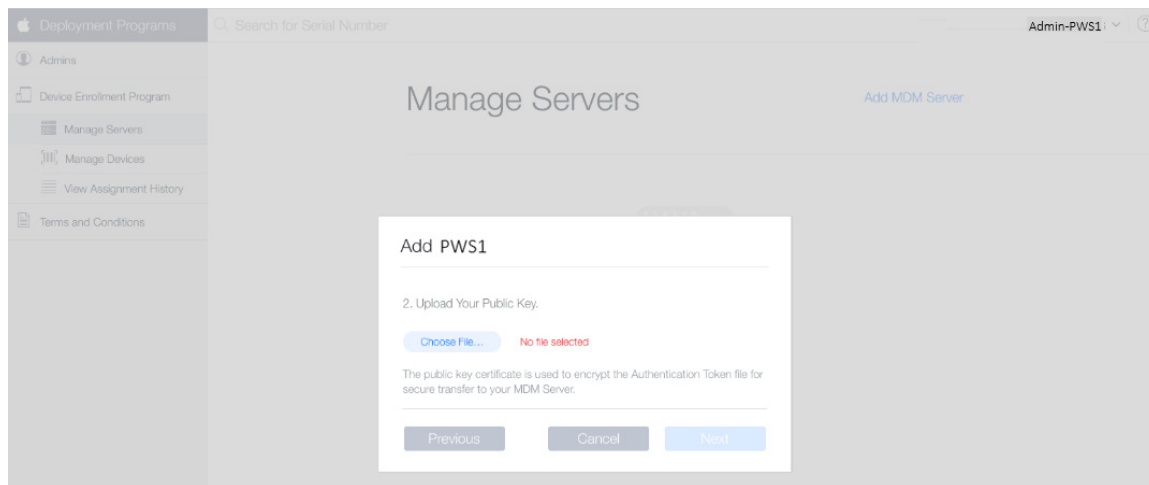 Deployment Programs
Search for Serial Number
Admin-PWS1
?
Admins
Device Enrollment Program
Manage Servers
Manage Devices
View Assignment History
Terms and Conditions
Manage Servers
Add MDM Server
Add PWS1
2. Upload Your Public Key.
Choose File...
No file selected
The public key certificate is used to encrypt the Authentication Token file for
secure transfer to your MDM Server.
Previous
Cancel
Next